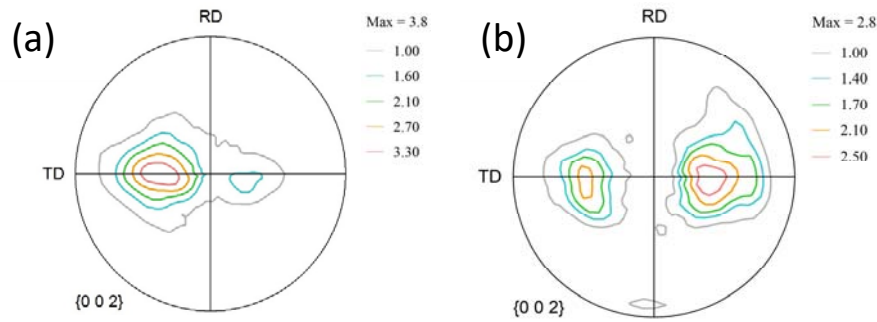 (a)
RD
TD
{0 0 2}
Max = 3.8
1.00
1.60
2.10
2.70
3.30
(b)
RD
TD
{0 0 2}
Max = 2.8
1.00
1.40
1.70
2.10
2.50